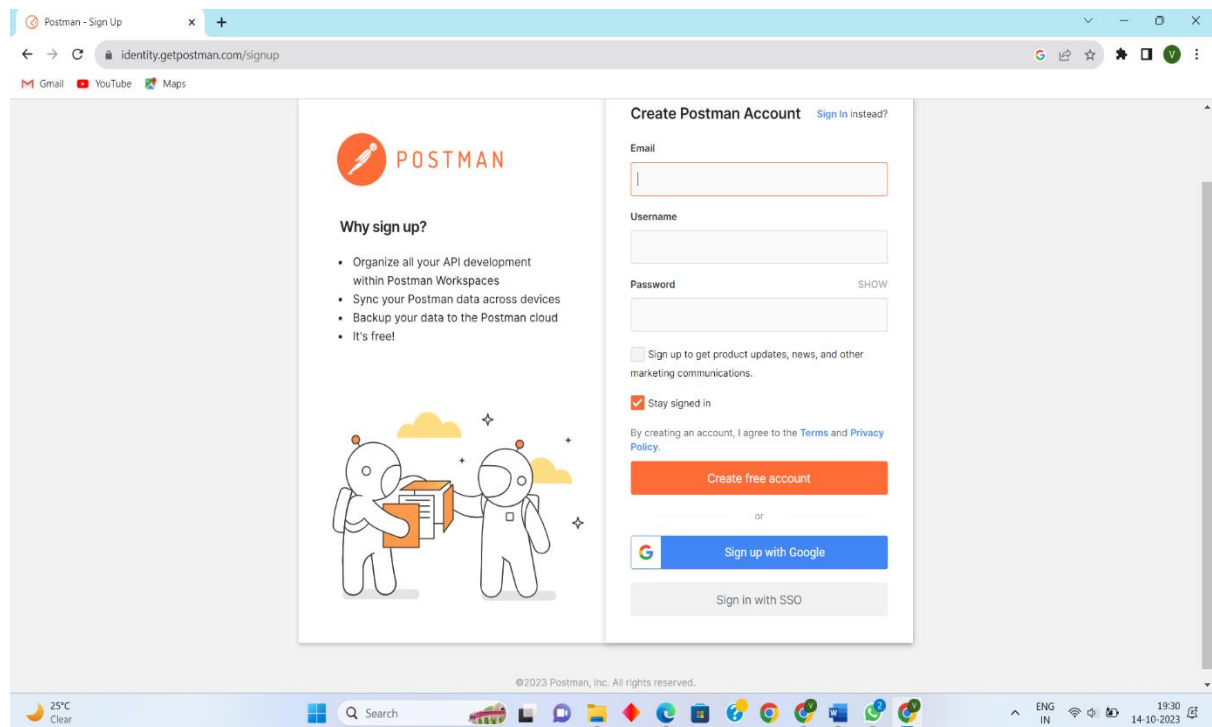 Postman - Sign Up
identity.getpostman.com/signup
Gmail YouTube Maps
POSTMAN
Why sign up?
Organize all your API development
within Postman Workspaces
Sync your Postman data across devices
Backup your data to the Postman cloud
It's free!
Create Postman Account Sign In instead?
Email
Username
Password SHOW
Sign up to get product updates, news, and other
marketing communications.
Stay signed in
By creating an account, I agree to the Terms and Privacy
Policy.
Create free account
or
G Sign up with Google
Sign in with SSO
©2023 Postman, Inc. All rights reserved.
25°C
Clear
Search
ENG
IN
19:30
14-10-2023